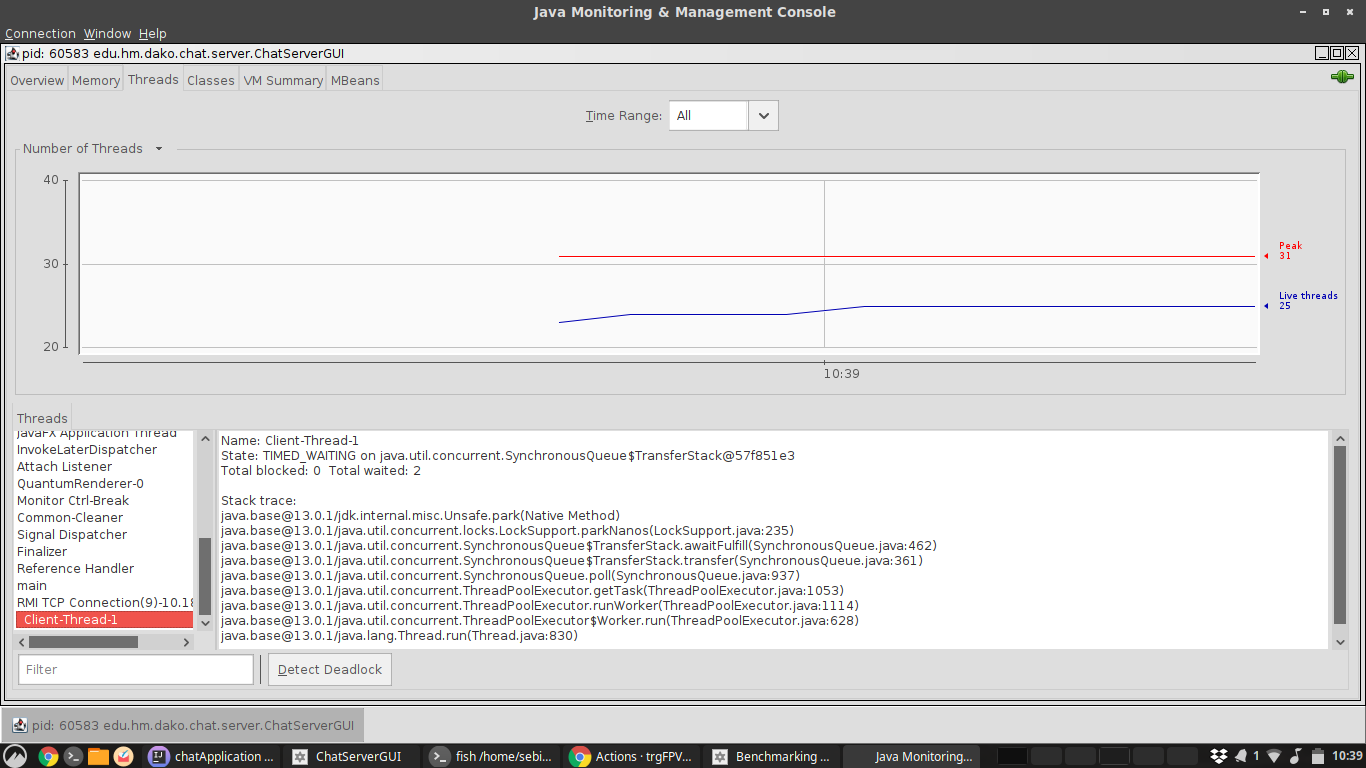 Java Monitoring & Management Console
Connection Window Help
pid: 60583 edu.hm.dako.chat.server.ChatServerGUI
Overview Memory Threads Classes VM Summary MBeans
Time Range: All
Number of Threads
40
30
20
Peak
31
Live threads
25
10:39
Threads
JavaFX Application Thread
InvokeLaterDispatcher
Attach Listener
QuantumRenderer-0
Monitor Ctrl-Break
Common-Cleaner
Signal Dispatcher
Finalizer
Reference Handler
main
RMI TCP Connection(9)-10.18
Client-Thread-1
Name: Client-Thread-1
State: TIMED_WAITING on java.util.concurrent.SynchronousQueue$TransferStack@57f851e3
Total blocked: 0 Total waited: 2
Stack trace:
java.base@13.0.1/jdk.internal.misc.Unsafe.park(Native Method)
java.base@13.0.1/java.util.concurrent.locks.LockSupport.parkNanos(LockSupport.java:235)
java.base@13.0.1/java.util.concurrent.SynchronousQueue$TransferStack.awaitFulfill(SynchronousQueue.java:462)
java.base@13.0.1/java.util.concurrent.SynchronousQueue$TransferStack.transfer(SynchronousQueue.java:361)
java.base@13.0.1/java.util.concurrent.SynchronousQueue.poll(SynchronousQueue.java:937)
java.base@13.0.1/java.util.concurrent.ThreadPoolExecutor.getTask(ThreadPoolExecutor.java:1053)
java.base@13.0.1/java.util.concurrent.ThreadPoolExecutor.runWorker(ThreadPoolExecutor.java:1114)
java.base@13.0.1/java.util.concurrent.ThreadPoolExecutor$Worker.run(ThreadPoolExecutor.java:628)
java.base@13.0.1/java.lang.Thread.run(Thread.java:830)
Filter
Detect Deadlock
pid: 60583 edu.hm.dako.chat.server.ChatServerGUI
chatApplication ... ChatServerGUI fish /home/sebi... Actions · trgFPV... Benchmarking ... Java Monitoring... 1 10:39